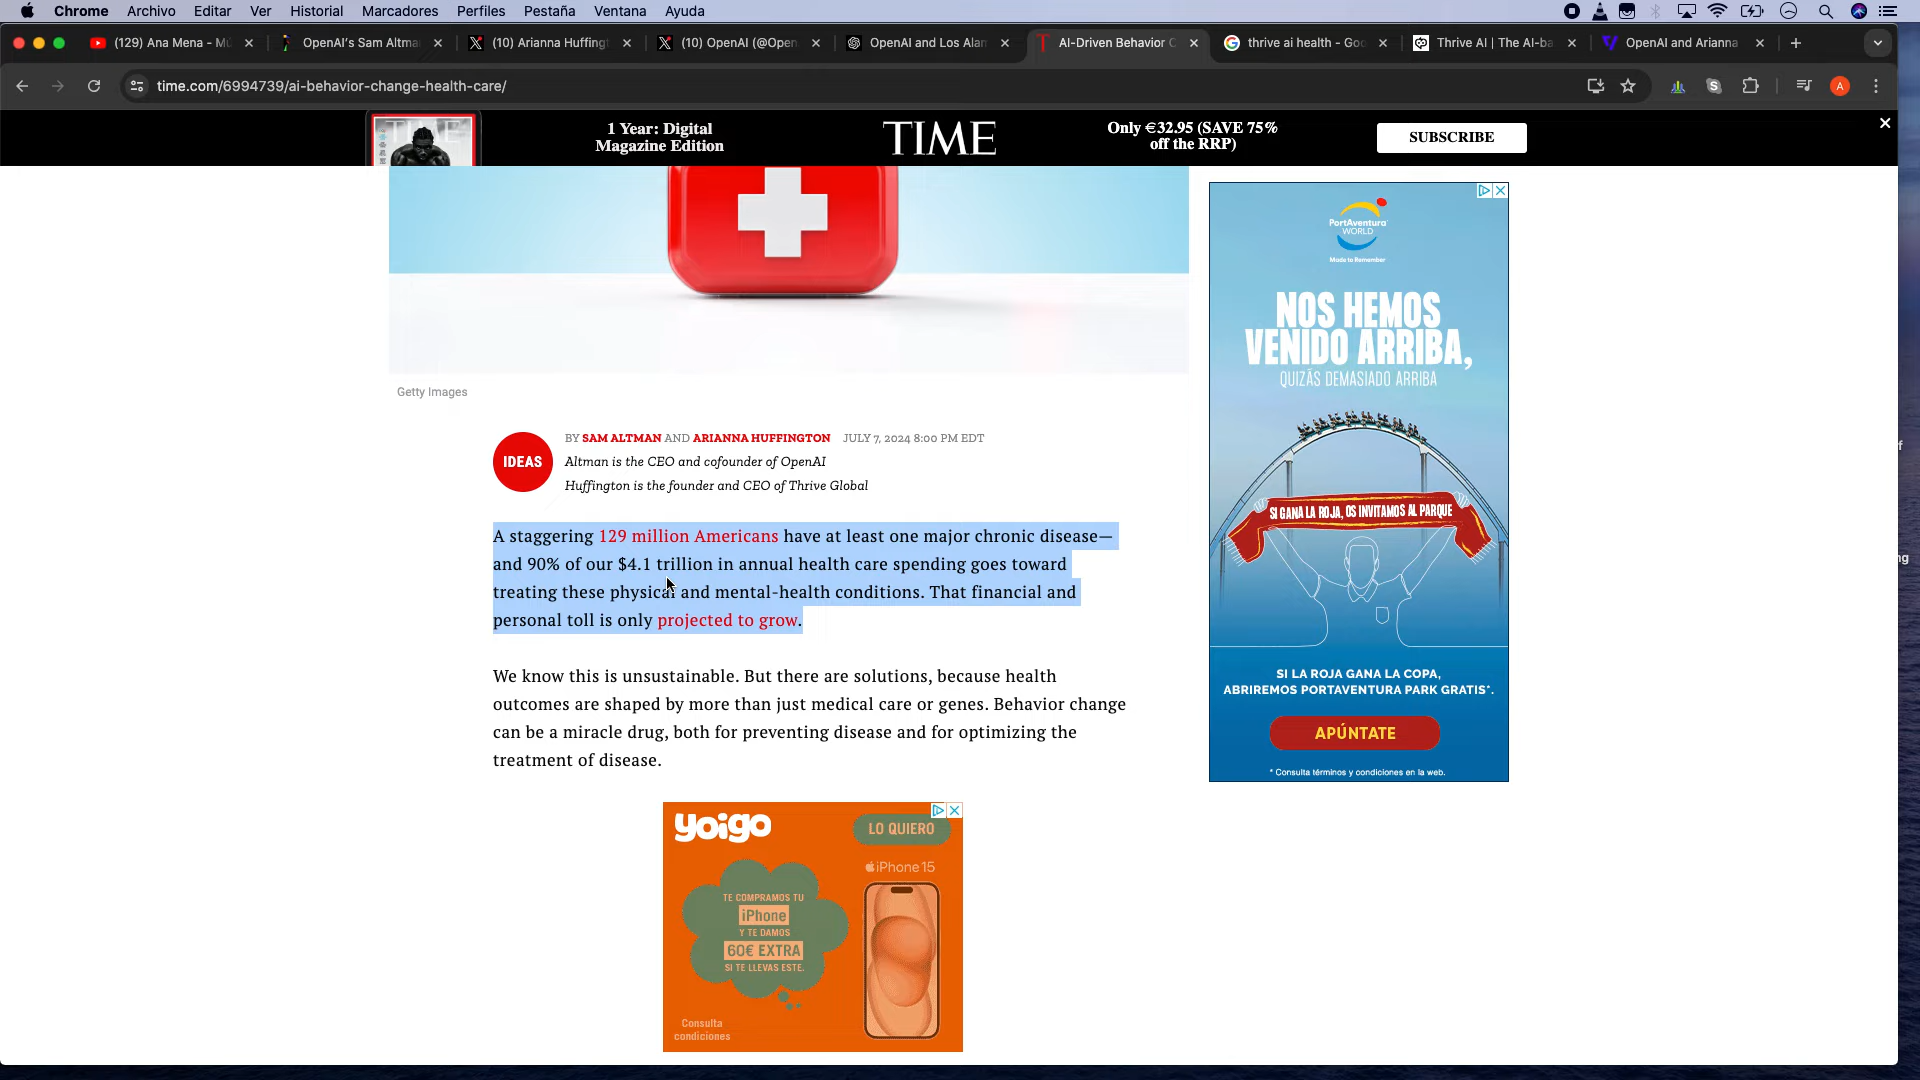 Chrome Archivo Editar Ver Historial Marcadores Perfiles Pestaña Ventana Ayuda
(129) Ana Mena - Mú
OpenAI's Sam Altma
(10) Arianna Huffingt
(10) OpenAI (@Open
OpenAI and Los Alam
AI-Driven Behavior C
thrive ai health - Goo
Thrive AI | The AI-ba
OpenAI and Arianna
time.com/6994739/ai-behavior-change-health-care/
A
TIME
1 Year: Digital
Magazine Edition
TIME
Only €32.95 (SAVE 75%
off the RRP)
SUBSCRIBE
Getty Images
IDEAS
BY SAM ALTMAN AND ARIANNA HUFFINGTON JULY 7, 2024 8:00 PM EDT
Altman is the CEO and cofounder of OpenAI
Huffington is the founder and CEO of Thrive Global
A staggering 129 million Americans have at least one major chronic disease—
and 90% of our $4.1 trillion in annual health care spending goes toward
treating these physical and mental-health conditions. That financial and
personal toll is only projected to grow.
We know this is unsustainable. But there are solutions, because health
outcomes are shaped by more than just medical care or genes. Behavior change
can be a miracle drug, both for preventing disease and for optimizing the
treatment of disease.
yoigo
LO QUIERO
iPhone 15
TE COMPRAMOS TU
iPhone
Y TE DAMOS
60€ EXTRA
SI TE LLEVAS ESTE.
Consulta
condiciones
PortAventura
WORLD
Made to Remember
NOS HEMOS
VENIDO ARRIBA,
QUIZÁS DEMASIADO ARRIBA
SI GANA LA ROJA, OS INVITAMOS AL PARQUE
SI LA ROJA GANA LA COPA,
ABRIREMOS PORTAVENTURA PARK GRATIS*.
APÚNTATE
* Consulta términos y condiciones en la web.